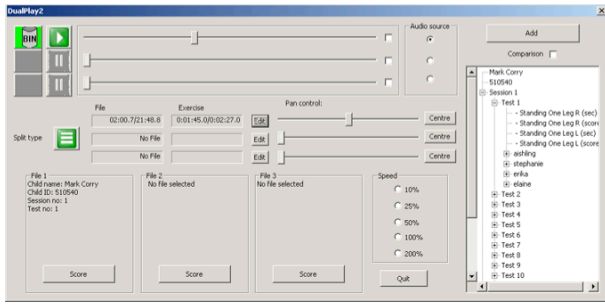 DualPlay2
BIN
Audio source
Add
Comparison
File
Exercise
Pan control:
02:00.7/21:48.8
0:01:45.0/0:02:27.0
Edit
Centre
Split type
No File
Edit
Centre
No File
Edit
Centre
File 1
Child name: Mark Corry
Child ID: 510540
Session no: 1
Test no: 1
Score
File 2
No file selected
Score
File 3
No file selected
Score
Speed
10%
25%
50%
100%
200%
Quit
Mark Corry
510540
Session 1
Test 1
- Standing One Leg R (sec)
- Standing One Leg R (score
- Standing One Leg L (sec)
- Standing One Leg L (score
aishling
stephanie
erika
elaine
Test 2
Test 3
Test 4
Test 5
Test 6
Test 7
Test 8
Test 9
Test 10